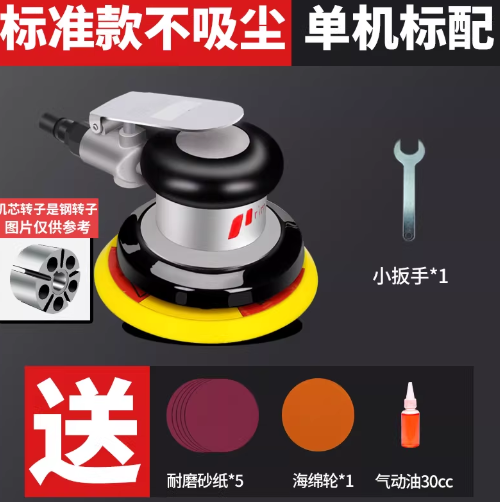 标准款不吸尘 单机标配
机芯转子是钢转子
图片仅供参考
小扳手*1
送
耐磨砂纸*5
海绵轮*1
气动油30cc